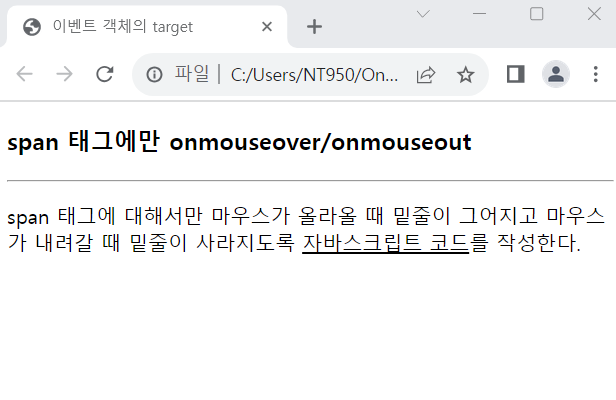 이벤트 객체의 target
파일 | C:/Users/NT950/On...
span 태그에만 onmouseover/onmouseout
span 태그에 대해서만 마우스가 올라올 때 밑줄이 그어지고 마우스
가 내려갈 때 밑줄이 사라지도록 자바스크립트 코드를 작성한다.